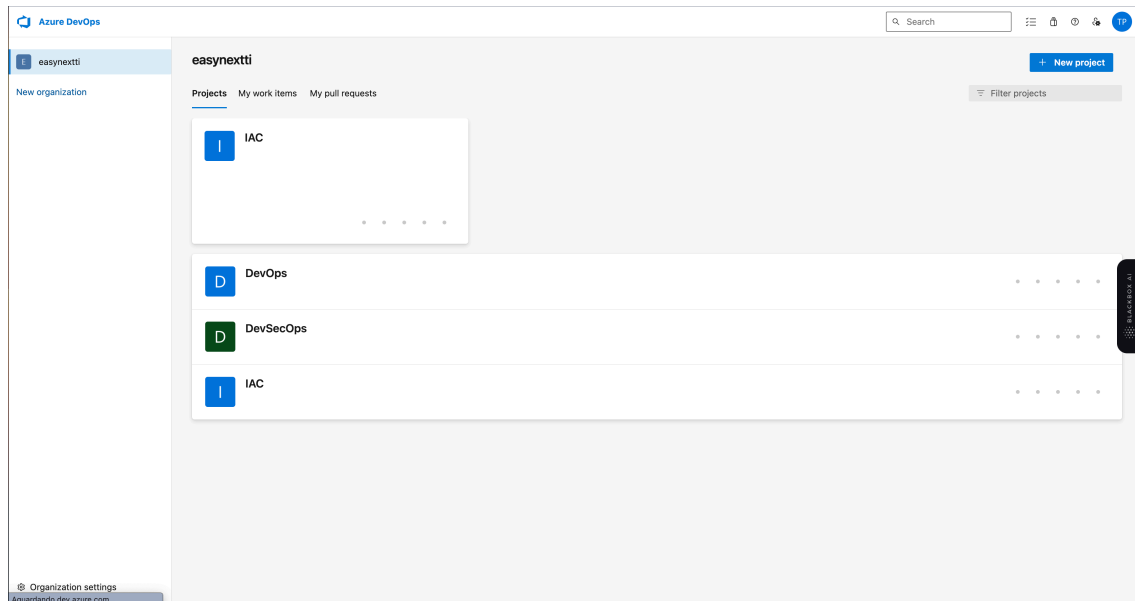 Azure DevOps
Search
TP
E easynextti
New organization
easynextti
+ New project
Projects My work items My pull requests
Filter projects
I IAC
D DevOps
D DevSecOps
I IAC
BLACKBOX AI
Organization settings
Aguardando dev.azure.com